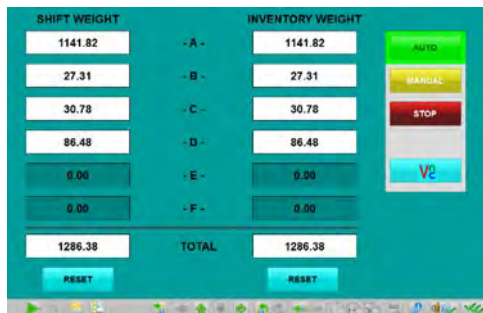 SHIFT WEIGHT INVENTORY WEIGHT
1141.82 - A - 1141.82 AUTO
27.31 - B - 27.31 MANUAL
30.78 - C - 30.78 STOP
86.48 - D - 86.48
0.00 - E - 0.00 V2
0.00 - F - 0.00
1286.38 TOTAL 1286.38
RESET RESET